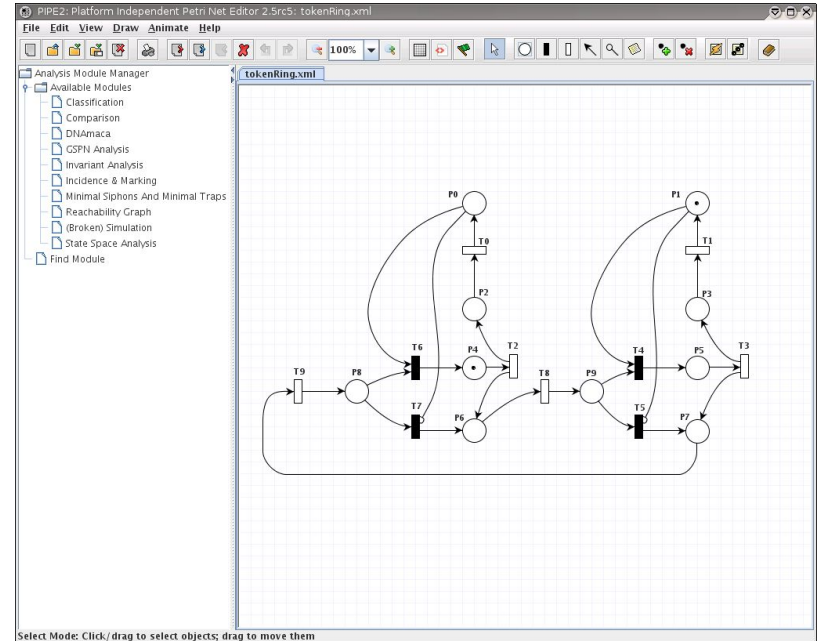 PIPE2: Platform Independent Petri Net Editor 2.5rc5: tokenRing.xml
File Edit View Draw Animate Help
100%
Analysis Module Manager
Available Modules
Classification
Comparison
DNAmaca
GSPN Analysis
Invariant Analysis
Incidence & Marking
Minimal Siphons And Minimal Traps
Reachability Graph
(Broken) Simulation
State Space Analysis
Find Module
tokenRing.xml
P0 P1
T0 T1
P2 P3
T6 P4 T2 T4 P5 T3
T9 P8 T8 P9
T7 P6 T5 P7
Select Mode: Click/drag to select objects; drag to move them